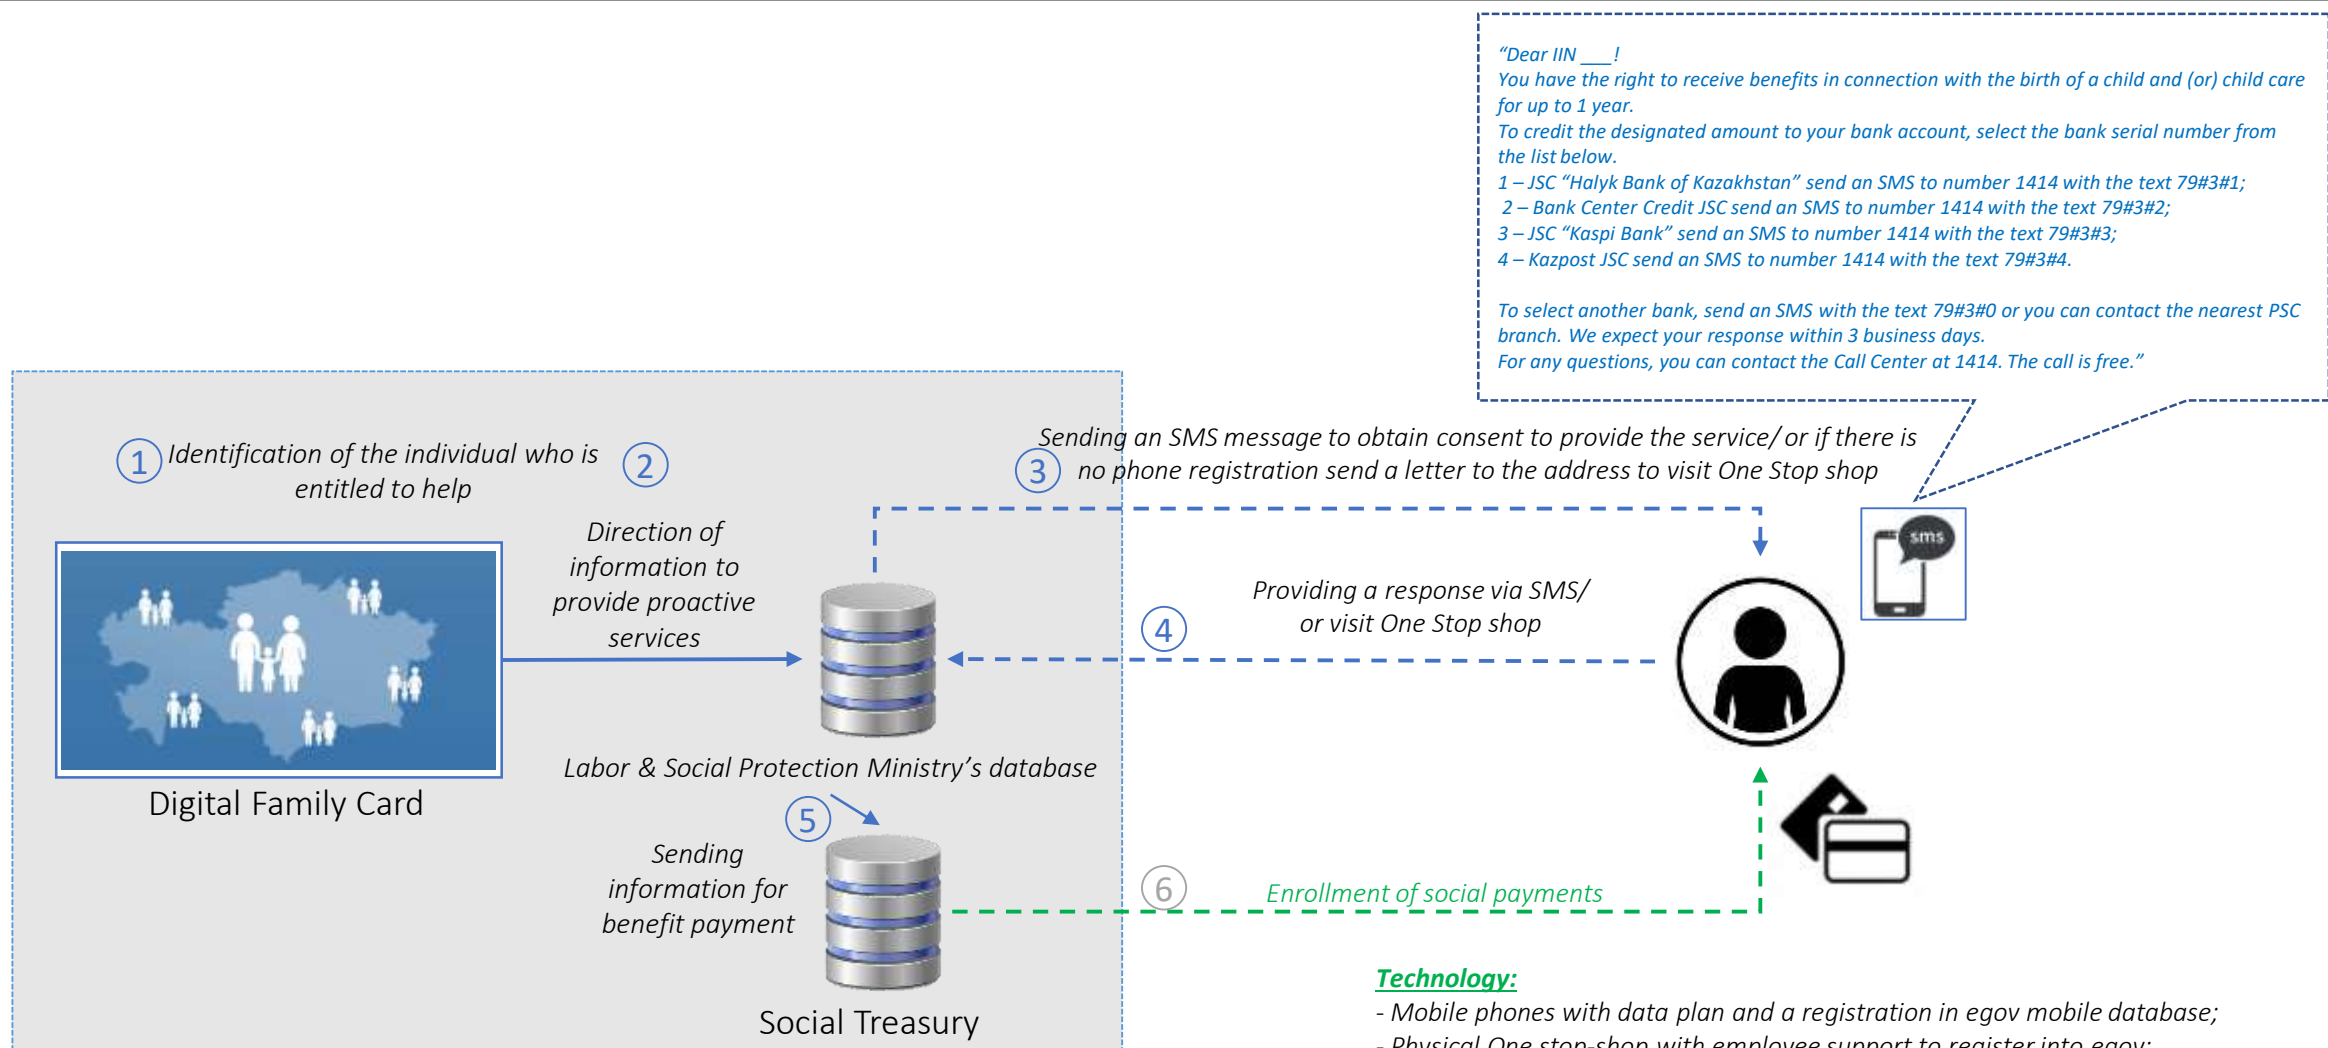 “Dear IIN ___!
You have the right to receive benefits in connection with the birth of a child and (or) child care
for up to 1 year.
To credit the designated amount to your bank account, select the bank serial number from
the list below.
1 – JSC “Halyk Bank of Kazakhstan” send an SMS to number 1414 with the text 79#3#1;
2 – Bank Center Credit JSC send an SMS to number 1414 with the text 79#3#2;
3 – JSC “Kaspi Bank” send an SMS to number 1414 with the text 79#3#3;
4 – Kazpost JSC send an SMS to number 1414 with the text 79#3#4.
To select another bank, send an SMS with the text 79#3#0 or you can contact the nearest PSC
branch. We expect your response within 3 business days.
For any questions, you can contact the Call Center at 1414. The call is free.”
1
Identification of the individual who is
entitled to help
2
Direction of
information to
provide proactive
services
3
Sending an SMS message to obtain consent to provide the service/ or if there is
no phone registration send a letter to the address to visit One Stop shop
sms
4
Providing a response via SMS/
or visit One Stop shop
Digital Family Card
Labor & Social Protection Ministry’s database
5
Sending
information for
benefit payment
6
Enrollment of social payments
Social Treasury
Technology:
- Mobile phones with data plan and a registration in egov mobile database;
- Physical One stop-shop with employee support to register into egov;